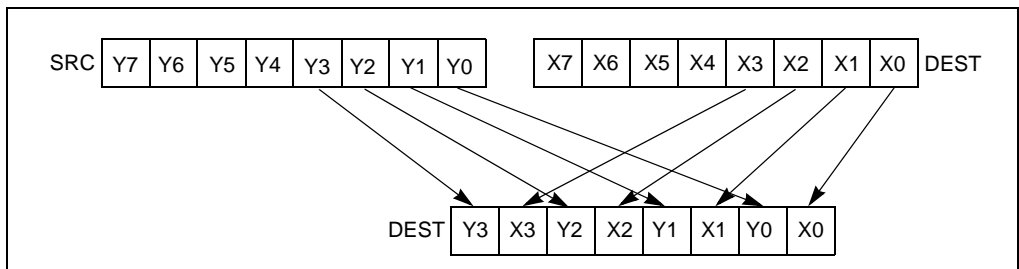 SRC Y7 Y6 Y5 Y4 Y3 Y2 Y1 Y0 X7 X6 X5 X4 X3 X2 X1 X0 DEST
DEST Y3 X3 Y2 X2 Y1 X1 Y0 X0